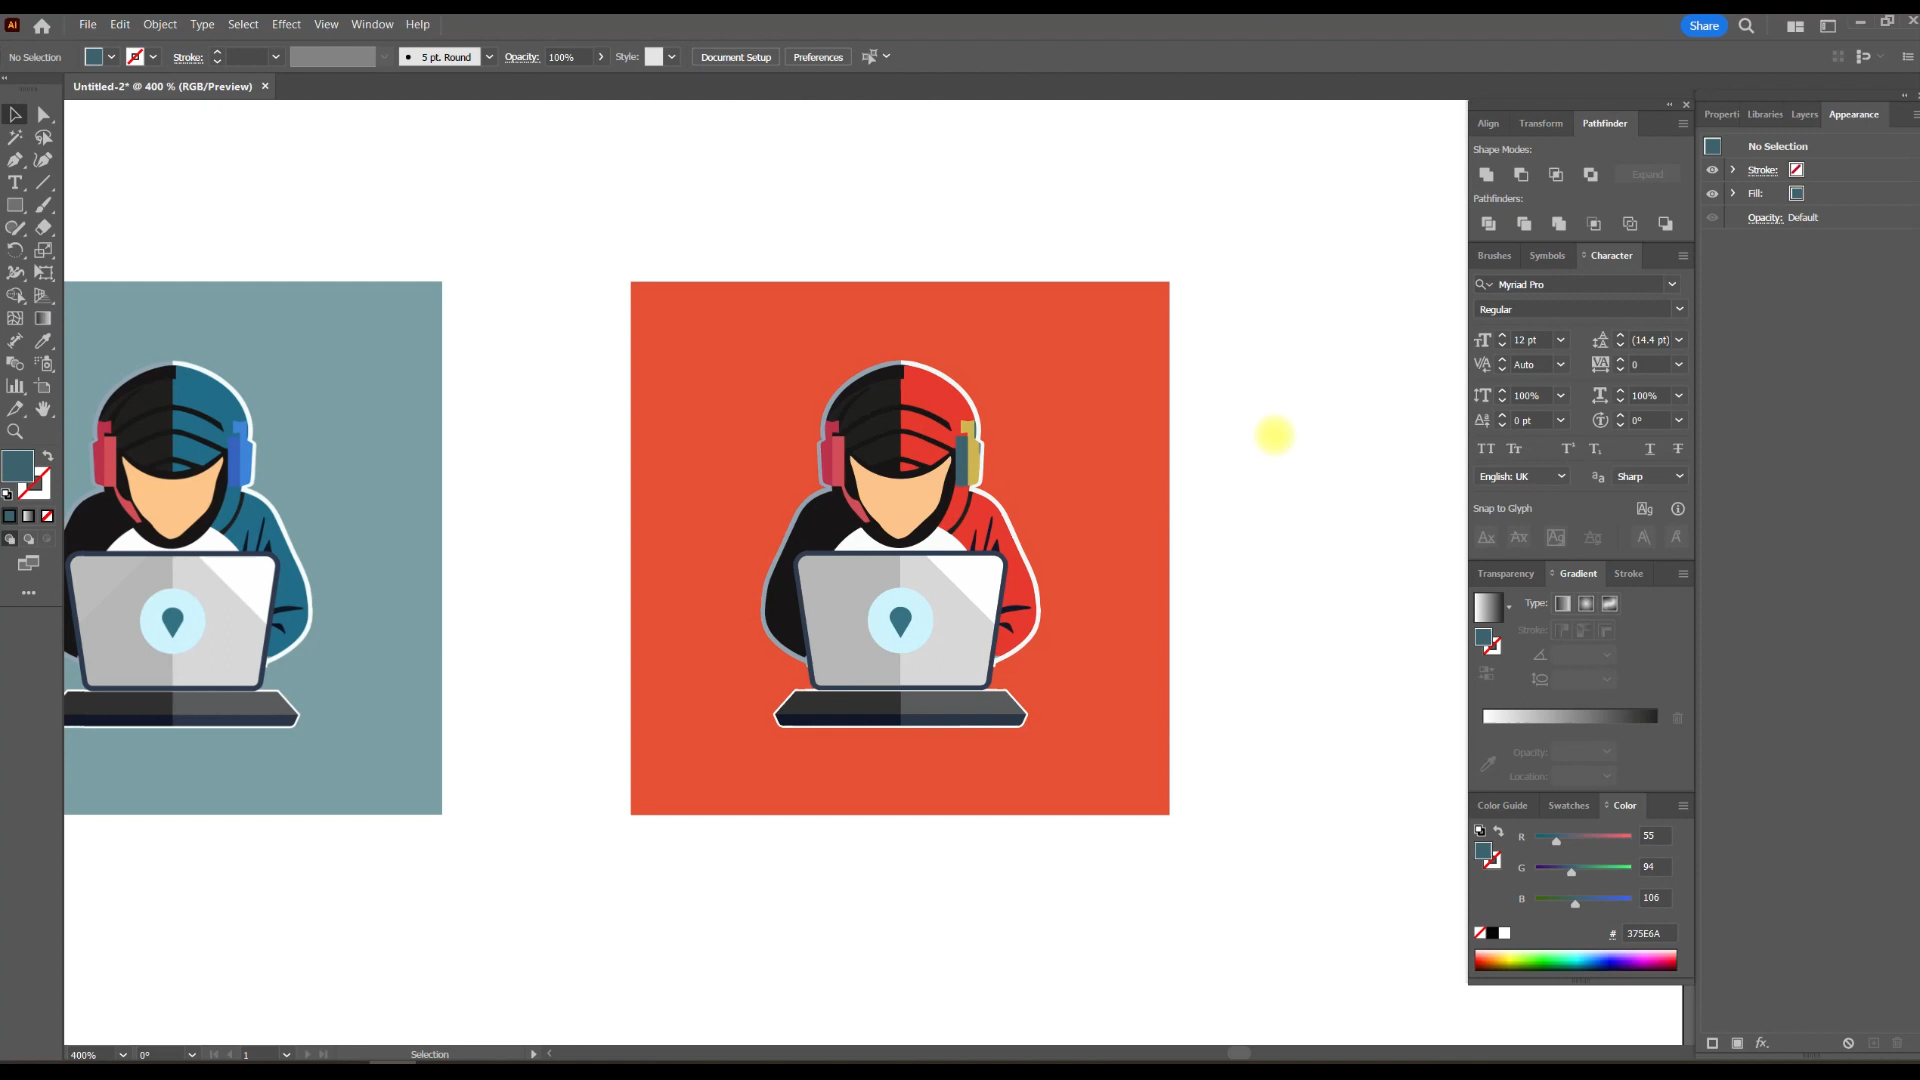 Ai File Edit Object Type Select Effect View Window Help Share
No Selection Stroke: 5 pt. Round Opacity: 100% Style: Document Setup Preferences
Untitled-2* @ 400 % (RGB/Preview) ×
Align Transform Pathfinder
Shape Modes:
Expand
Pathfinders:
Brushes Symbols Character
Myriad Pro
Regular
12 pt (14.4 pt)
Auto 0
100% 100%
0 pt 0°
English: UK Sharp
Snap to Glyph
Transparency Gradient Stroke
Type:
Stroke:
Opacity:
Location:
Color Guide Swatches Color
R 55
G 94
B 106
# 375E6A
Properti Libraries Layers Appearance
No Selection
Stroke:
Fill:
Opacity: Default
fx.
400% 0° 1 Selection